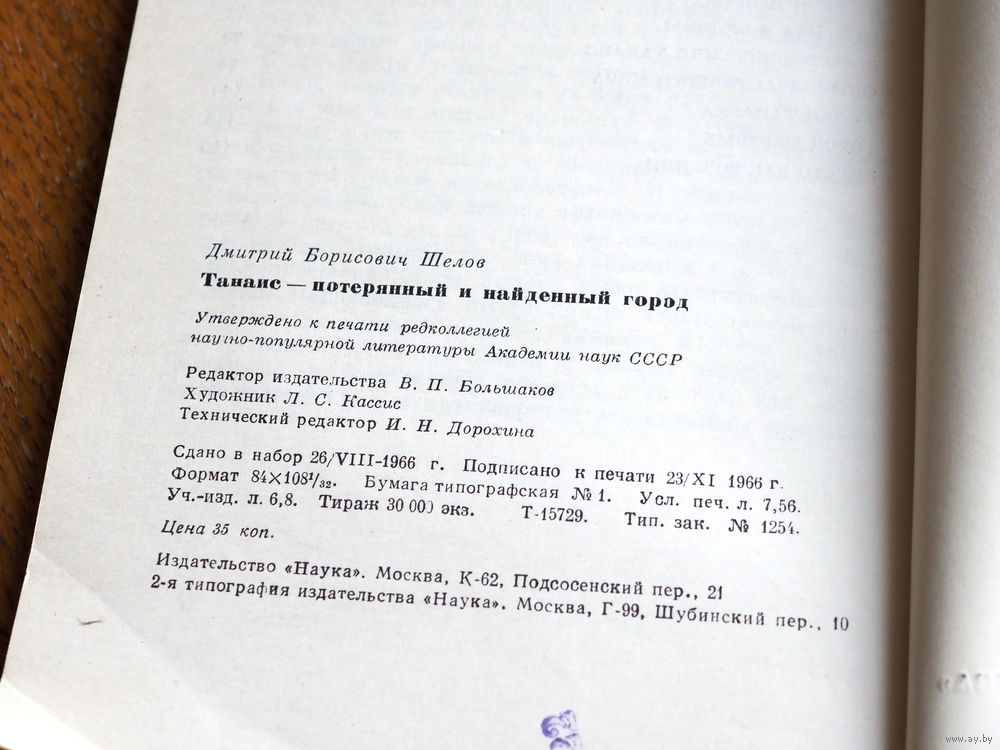 Дмитрий Борисович Шелов
Танаис — потерянный и найденный город
Утверждено к печати редколлегией
научно-популярной литературы Академии наук СССР
Редактор издательства В. П. Большаков
Художник Л. С. Кассис
Технический редактор И. Н. Дорохина
Сдано в набор 26/VIII-1966 г. Подписано к печати 23/XI 1966 г.
Формат 84×108¹/₃₂. Бумага типографская № 1. Усл. печ. л. 7,56.
Уч.-изд. л. 6,8. Тираж 30 000 экз. Т-15729. Тип. зак. № 1254.
Цена 35 коп.
Издательство «Наука». Москва, К-62, Подсосенский пер., 21
2-я типография издательства «Наука». Москва, Г-99, Шубинский пер., 10
www.ay.by